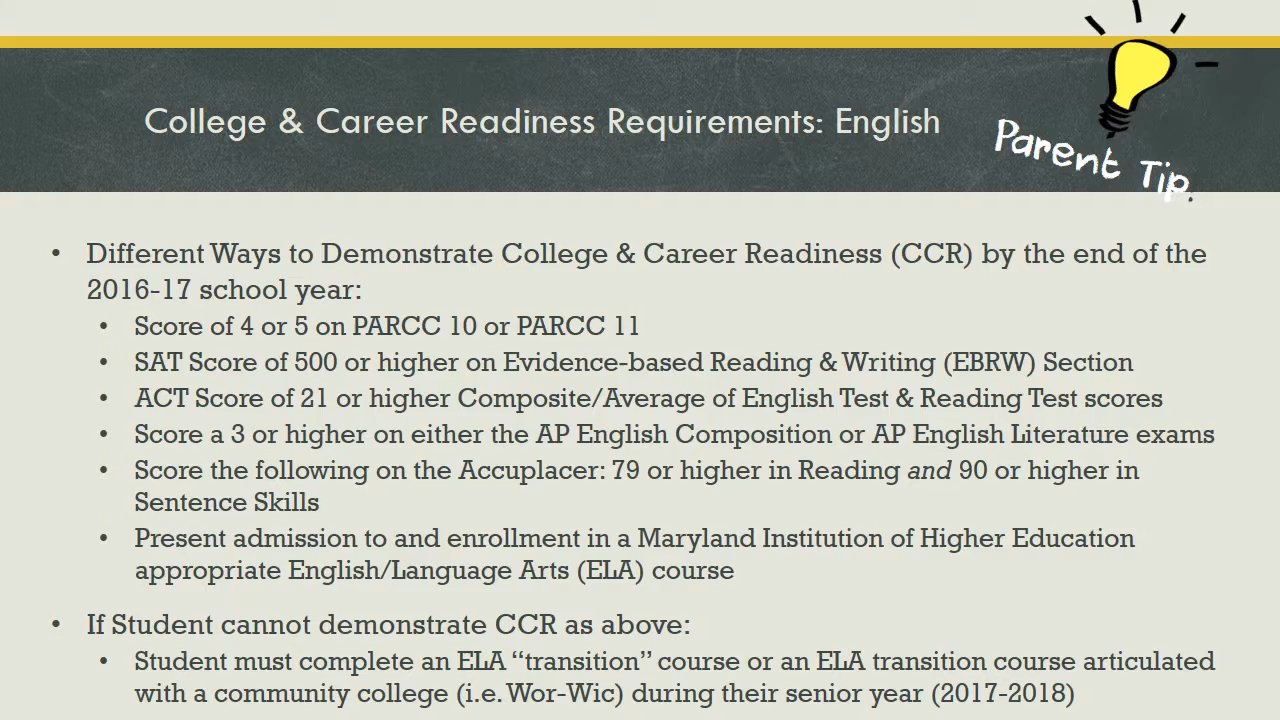 College & Career Readiness Requirements: English
Parent Tip.
• Different Ways to Demonstrate College & Career Readiness (CCR) by the end of the
2016-17 school year:
• Score of 4 or 5 on PARCC 10 or PARCC 11
• SAT Score of 500 or higher on Evidence-based Reading & Writing (EBRW) Section
• ACT Score of 21 or higher Composite/Average of English Test & Reading Test scores
• Score a 3 or higher on either the AP English Composition or AP English Literature exams
• Score the following on the Accuplacer: 79 or higher in Reading and 90 or higher in
Sentence Skills
• Present admission to and enrollment in a Maryland Institution of Higher Education
appropriate English/Language Arts (ELA) course
• If Student cannot demonstrate CCR as above:
• Student must complete an ELA “transition” course or an ELA transition course articulated
with a community college (i.e. Wor-Wic) during their senior year (2017-2018)